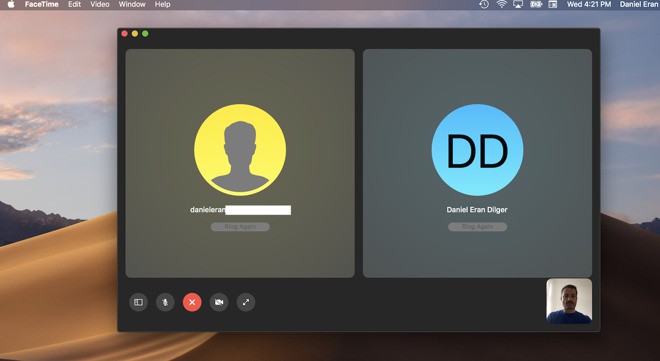 FaceTime Edit Video Window Help Wed 4:21 PM Daniel Eran
DD
danieleran
Daniel Eran Dilger
Ring Again
Ring Again